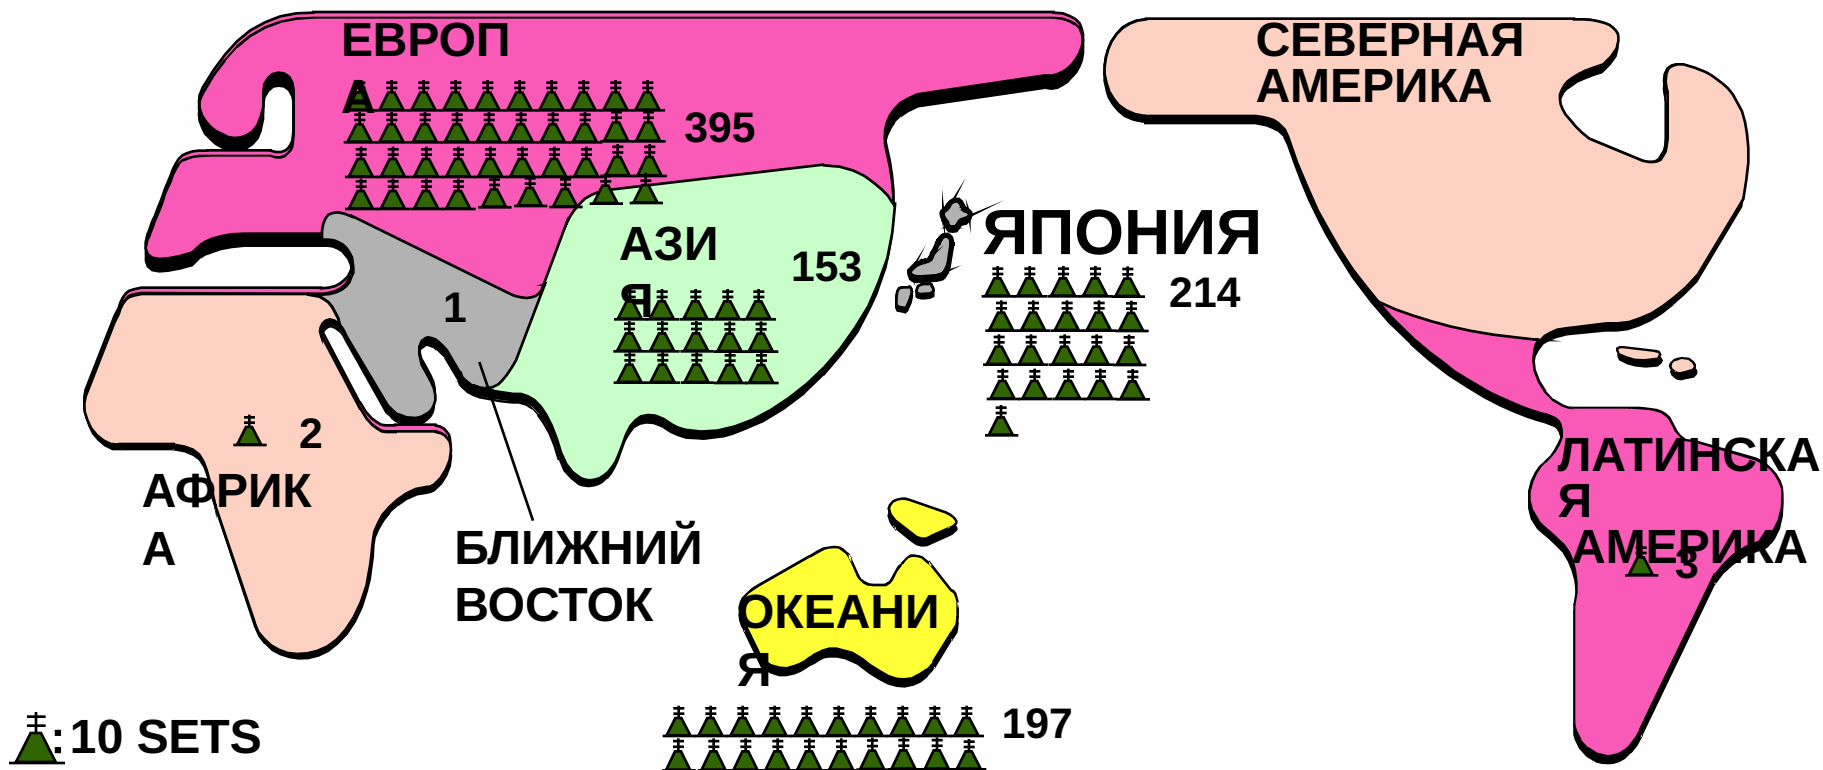 ЕВРОП
А
395
СЕВЕРНАЯ
АМЕРИКА
АЗИ
Я
153
ЯПОНИЯ
214
1
2
АФРИК
А
БЛИЖНИЙ
ВОСТОК
ОКЕАНИ
Я
197
ЛАТИНСКА
Я
АМЕРИКА
3
:10 SETS